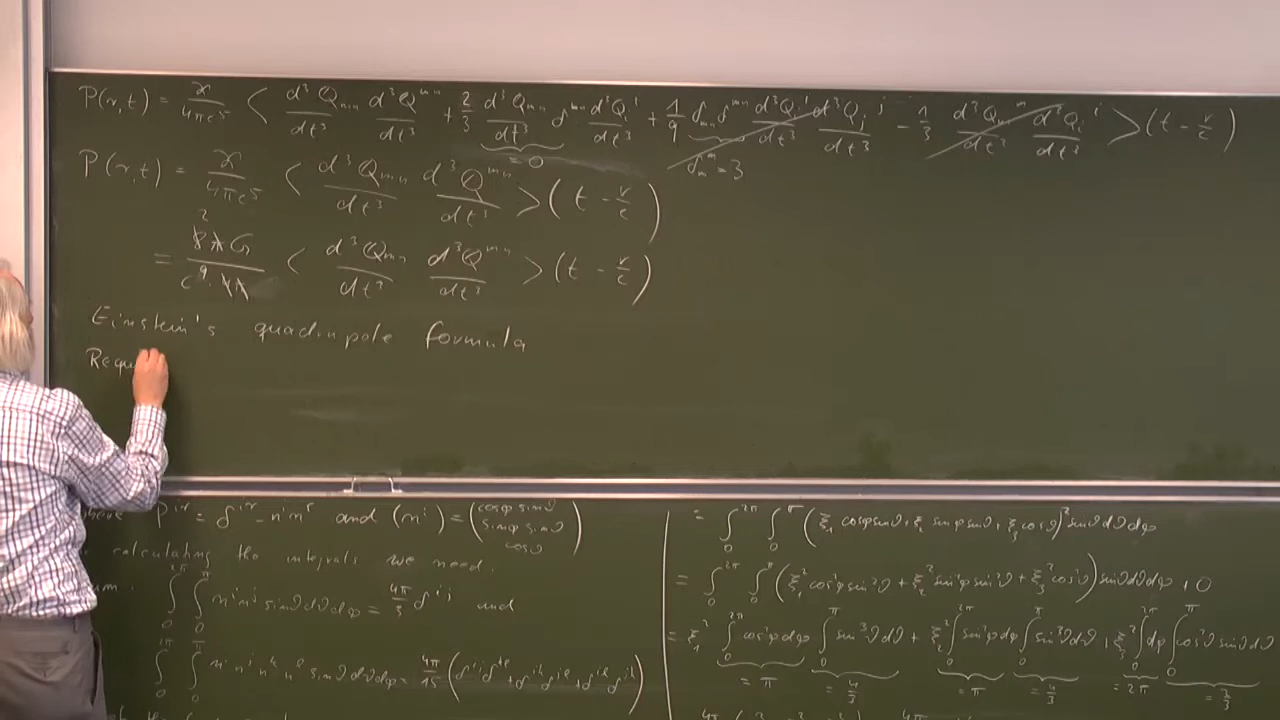 P(r,t) = ϰ/4πc⁵ < d³Q_mn/dt³ d³Q^mn/dt³ + 2/3 d³Q_mn/dt³ δ^mn d³Q_i^i/dt³ + 1/9 δ_mn δ^mn d³Q_i^i/dt³ d³Q_j^j/dt³ - 1/3 d³Q_m^m/dt³ d³Q_i^i/dt³ > (t - r/c)
= 0
δ_m^m = 3
P(r,t) = ϰ/4πc⁵ < d³Q_mn/dt³ d³Q^mn/dt³ > (t - r/c)
2
= 8πG/c⁹·4π < d³Q_mn/dt³ d³Q^mn/dt³ > (t - r/c)
Einstein's quadrupole formula
Requ
P^ir = δ^ir - n^i n^r and (n^i) = (cosφ sinϑ sinφ sinϑ cosϑ)
calculating the integrals we need.
∫₀^2π ∫₀^π n^i n^j sinϑ dϑ dφ = 4π/3 δ^ij and
∫₀^2π ∫₀^π n^i n^j n^k n^l sinϑ dϑ dφ = 4π/15 (δ^ij δ^kl + δ^ik δ^jl + δ^il δ^jk)
= ∫₀^2π ∫₀^π (ξ₁ cosφ sinϑ + ξ₂ sinφ sinϑ + ξ₃ cosϑ)² sinϑ dϑ dφ
= ∫₀^2π ∫₀^π (ξ₁² cos²φ sin²ϑ + ξ₂² sin²φ sin²ϑ + ξ₃² cos²ϑ) sinϑ dϑ dφ + 0
= ξ₁² ∫₀^2π cos²φ dφ ∫₀^π sin³ϑ dϑ + ξ₂² ∫₀^2π sin²φ dφ ∫₀^π sin³ϑ dϑ + ξ₃² ∫₀^2π dφ ∫₀^π cos²ϑ sinϑ dϑ
= π = 4/3 = π = 4/3 = 2π = 2/3